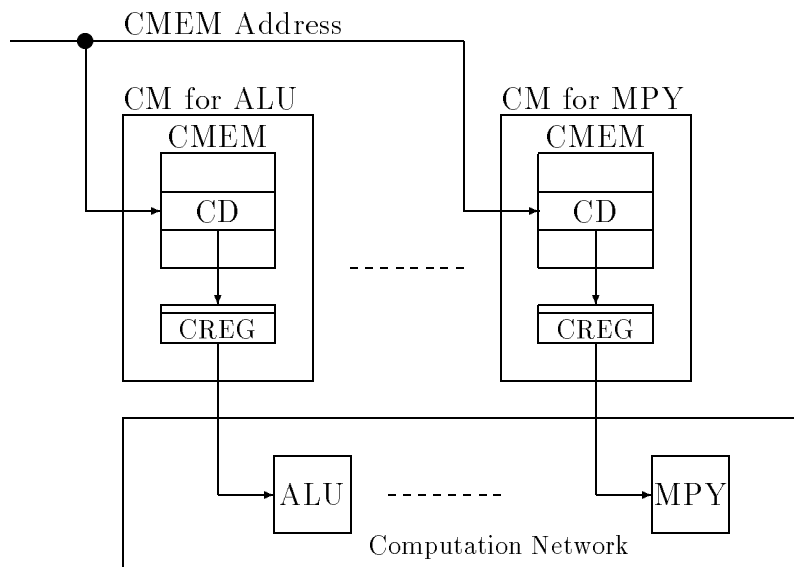 CMEM Address
CM for ALU
CM for MPY
CMEM
CMEM
CD
CD
CREG
CREG
ALU
MPY
Computation Network